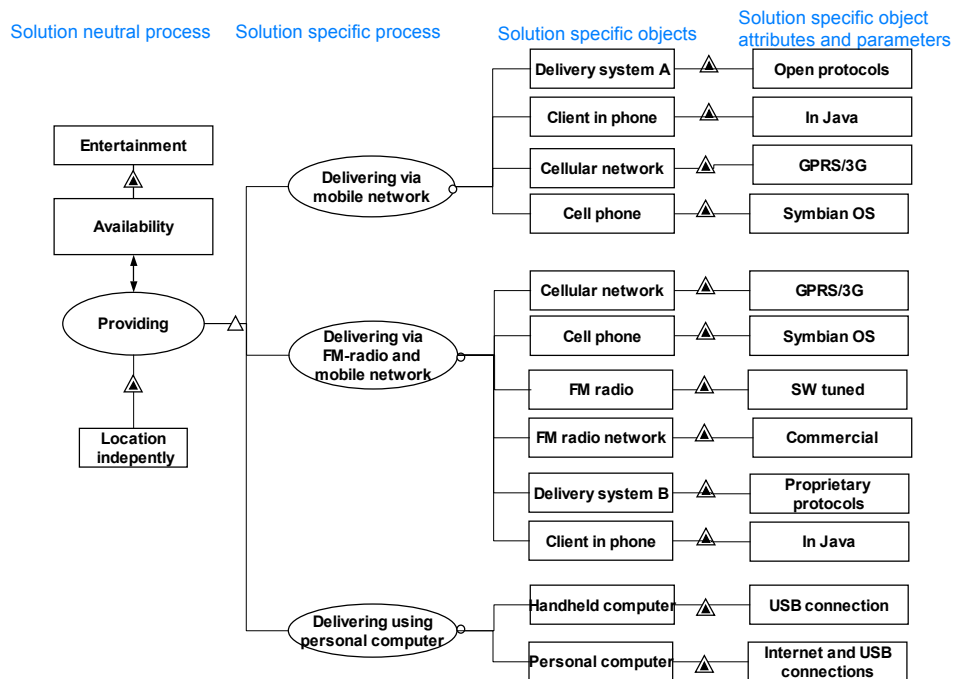 Solution neutral process
Solution specific process
Solution specific objects
Solution specific object
attributes and parameters
Entertainment
Availability
Providing
Location
indepently
Delivering via
mobile network
Delivery system A
Open protocols
Client in phone
In Java
Cellular network
GPRS/3G
Cell phone
Symbian OS
Delivering via
FM-radio and
mobile network
Cellular network
GPRS/3G
Cell phone
Symbian OS
FM radio
SW tuned
FM radio network
Commercial
Delivery system B
Proprietary
protocols
Client in phone
In Java
Delivering using
personal computer
Handheld computer
USB connection
Personal computer
Internet and USB
connections